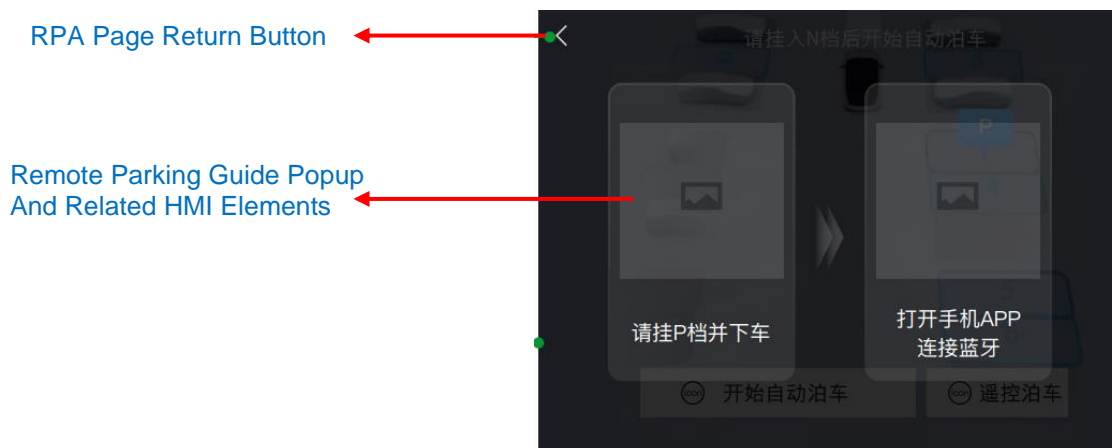 RPA Page Return Button
请挂入N档后开始自动泊车
P
Remote Parking Guide Popup
And Related HMI Elements
请挂P档并下车
打开手机APP
连接蓝牙
icon 开始自动泊车
icon 遥控泊车